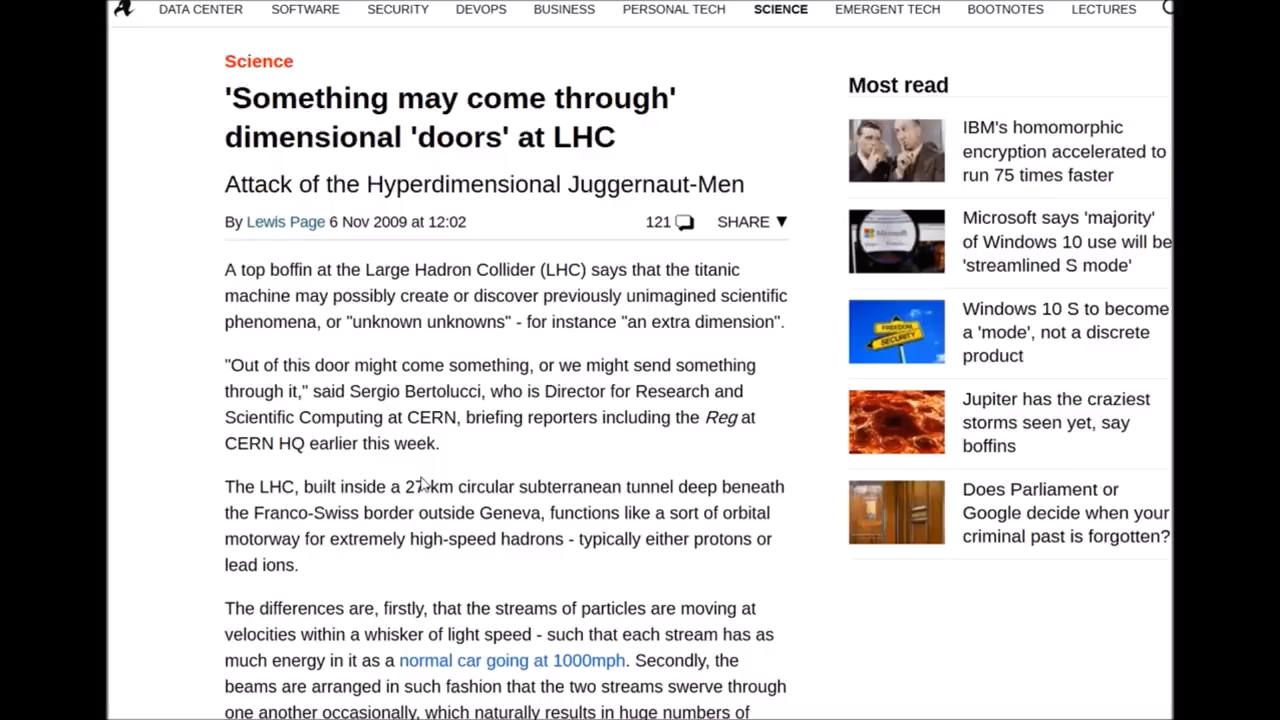 DATA CENTER SOFTWARE SECURITY DEVOPS BUSINESS PERSONAL TECH SCIENCE EMERGENT TECH BOOTNOTES LECTURES
Science
'Something may come through'
dimensional 'doors' at LHC
Attack of the Hyperdimensional Juggernaut-Men
By Lewis Page 6 Nov 2009 at 12:02
121
SHARE ▼
A top boffin at the Large Hadron Collider (LHC) says that the titanic
machine may possibly create or discover previously unimagined scientific
phenomena, or "unknown unknowns" - for instance "an extra dimension".
"Out of this door might come something, or we might send something
through it," said Sergio Bertolucci, who is Director for Research and
Scientific Computing at CERN, briefing reporters including the Reg at
CERN HQ earlier this week.
The LHC, built inside a 27-km circular subterranean tunnel deep beneath
the Franco-Swiss border outside Geneva, functions like a sort of orbital
motorway for extremely high-speed hadrons - typically either protons or
lead ions.
The differences are, firstly, that the streams of particles are moving at
velocities within a whisker of light speed - such that each stream has as
much energy in it as a normal car going at 1000mph. Secondly, the
beams are arranged in such fashion that the two streams swerve through
one another occasionally, which naturally results in huge numbers of
Most read
IBM's homomorphic
encryption accelerated to
run 75 times faster
Microsoft
Microsoft says 'majority'
of Windows 10 use will be
'streamlined S mode'
FREEDOM
SECURITY
Windows 10 S to become
a 'mode', not a discrete
product
Jupiter has the craziest
storms seen yet, say
boffins
Does Parliament or
Google decide when your
criminal past is forgotten?